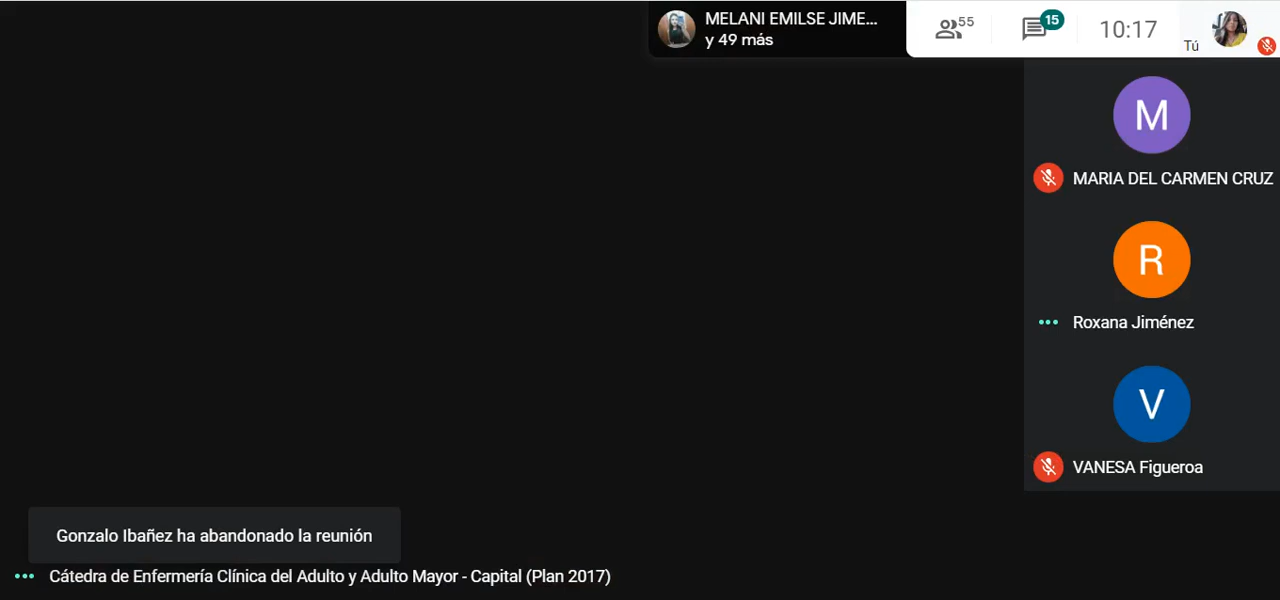 MELANI EMILSE JIME...
y 49 más
55
15
10:17
Tú
M
MARIA DEL CARMEN CRUZ
R
Roxana Jiménez
V
VANESA Figueroa
Gonzalo Ibañez ha abandonado la reunión
Cátedra de Enfermería Clínica del Adulto y Adulto Mayor - Capital (Plan 2017)